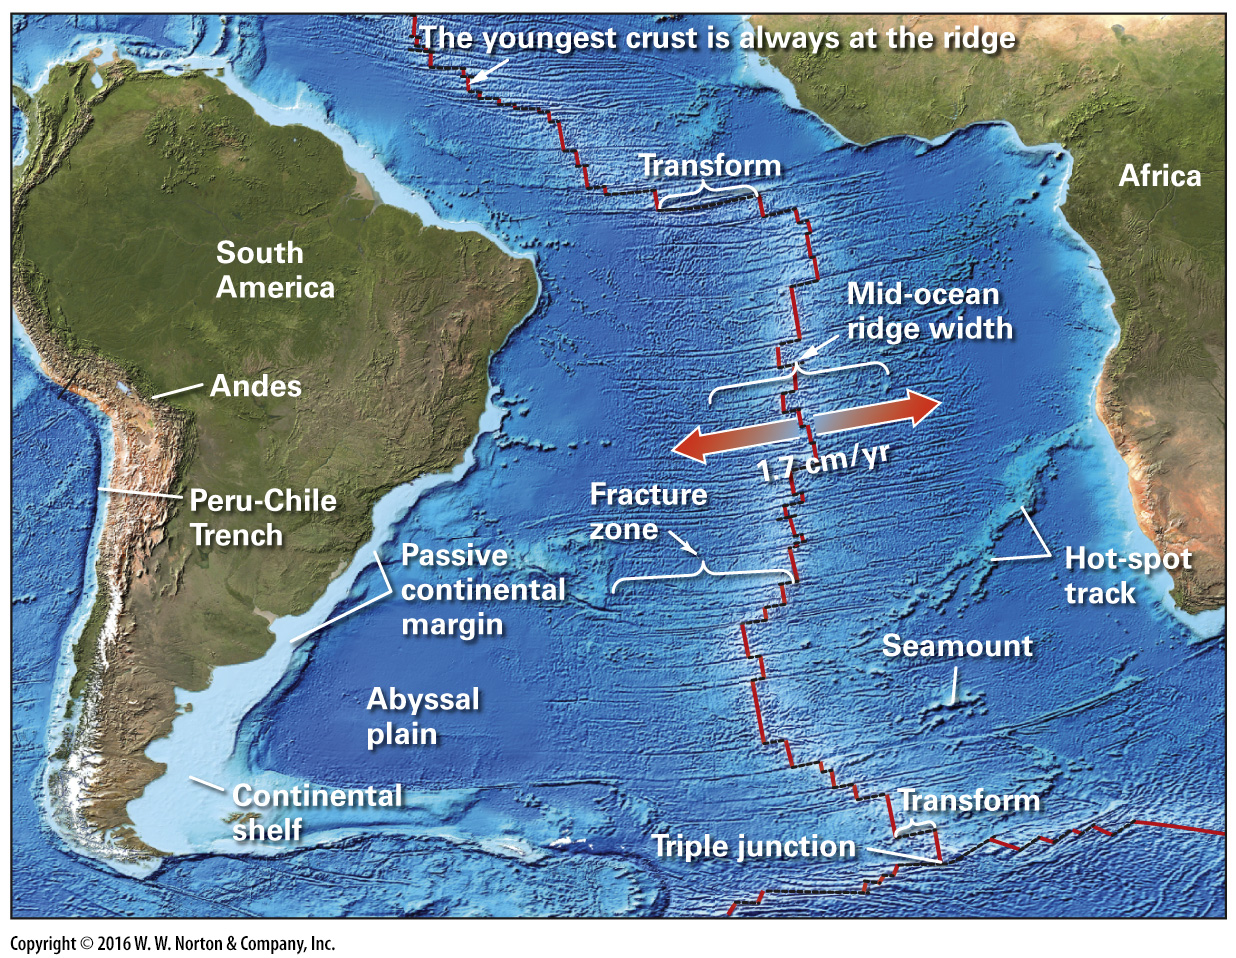 The youngest crust is always at the ridge
Transform
Africa
South
America
Mid-ocean
ridge width
Andes
1.7 cm/yr
Peru-Chile
Trench
Fracture
zone
Passive
continental
margin
Hot-spot
track
Seamount
Abyssal
plain
Continental
shelf
Transform
Triple junction
Copyright © 2016 W. W. Norton & Company, Inc.